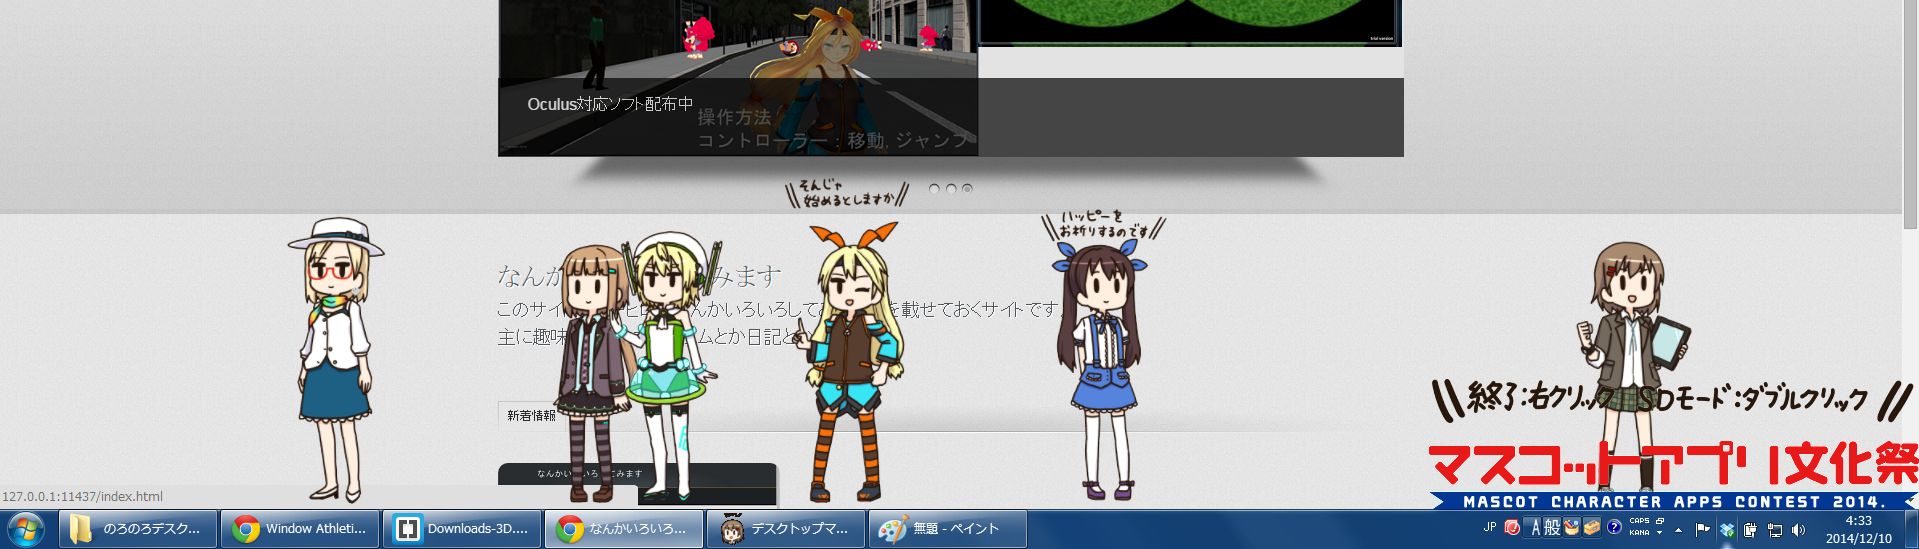 Oculus対応ソフト配布中
操作方法
コントローラー：移動, ジャンプ
trial version
そんじゃ
始めるとしますか
ハッピーを
お祈りするのです
なんか
みます
このサイ
んかいろいろしてお
を載せておくサイトです。
主に趣味
ムとか日記と
新着情報
終了:右クリック SDモード:ダブルクリック
マスコットアプリ文化祭
MASCOT CHARACTER APPS CONTEST 2014.
127.0.0.1:11437/index.html
のろのろデスク...
Window Athleti...
Downloads-3D....
なんかいろいろ...
デスクトップマ...
無題 - ペイント
JP
A 般
CAPS
KANA
4:33
2014/12/10